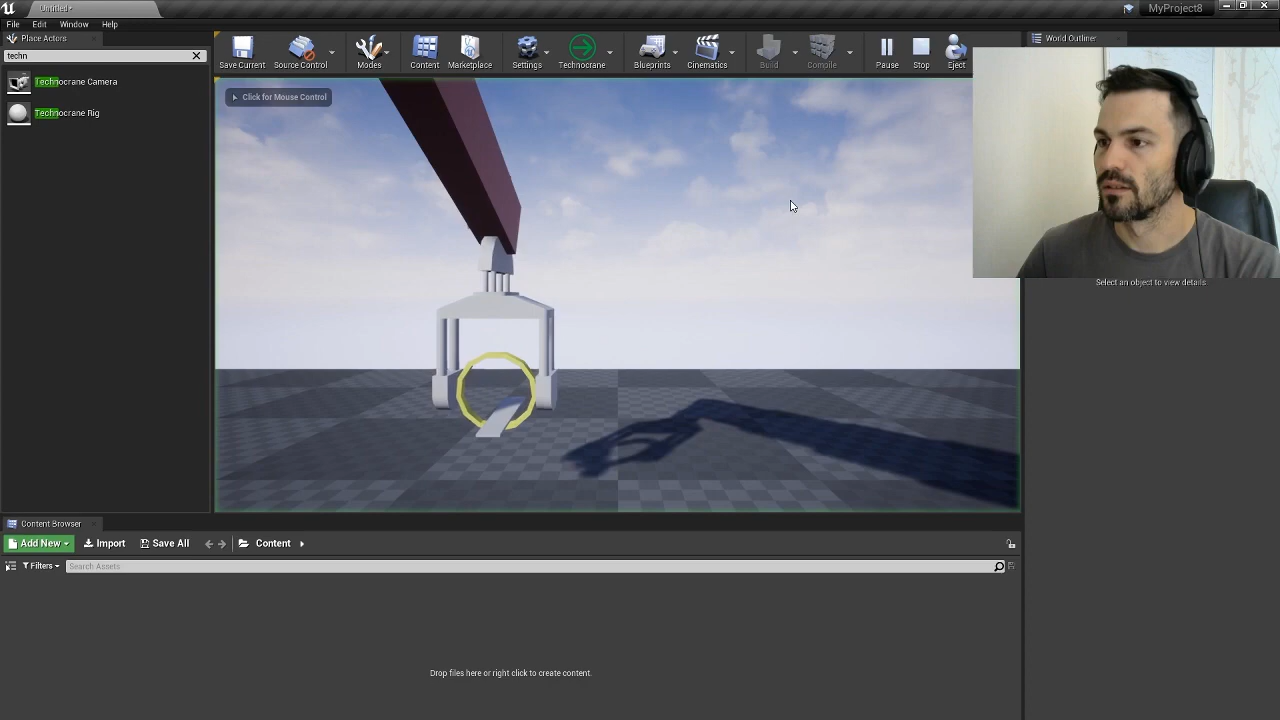 Untitled*
MyProject8
File Edit Window Help
Place Actors
techn
Technocrane Camera
Technocrane Rig
Save Current
Source Control
Modes
Content
Marketplace
Settings
Technocrane
Blueprints
Cinematics
Build
Compile
Pause
Stop
Eject
World Outliner
Click for Mouse Control
Select an object to view details.
Content Browser
Add New
Import
Save All
Content
Filters
Search Assets
Drop files here or right click to create content.